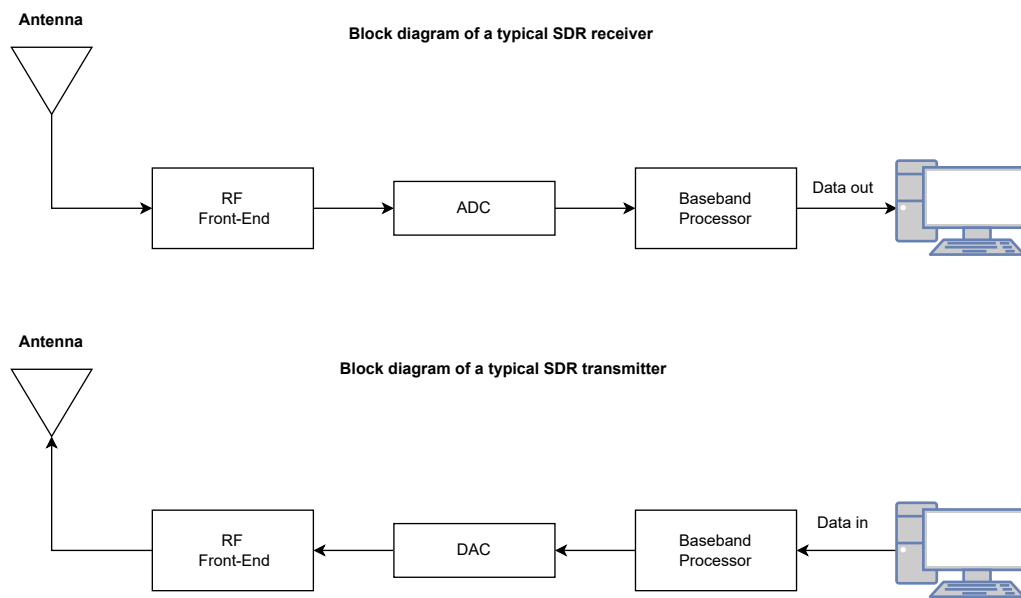 Antenna
Block diagram of a typical SDR receiver
RF
Front-End
ADC
Baseband
Processor
Data out
Antenna
Block diagram of a typical SDR transmitter
RF
Front-End
DAC
Baseband
Processor
Data in